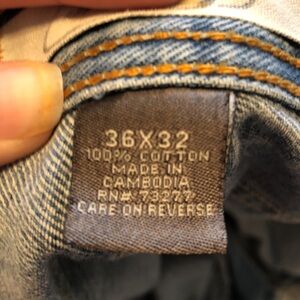 36X32
100% COTTON
MADE IN
CAMBODIA
RN# 73277
CARE ON REVERSE